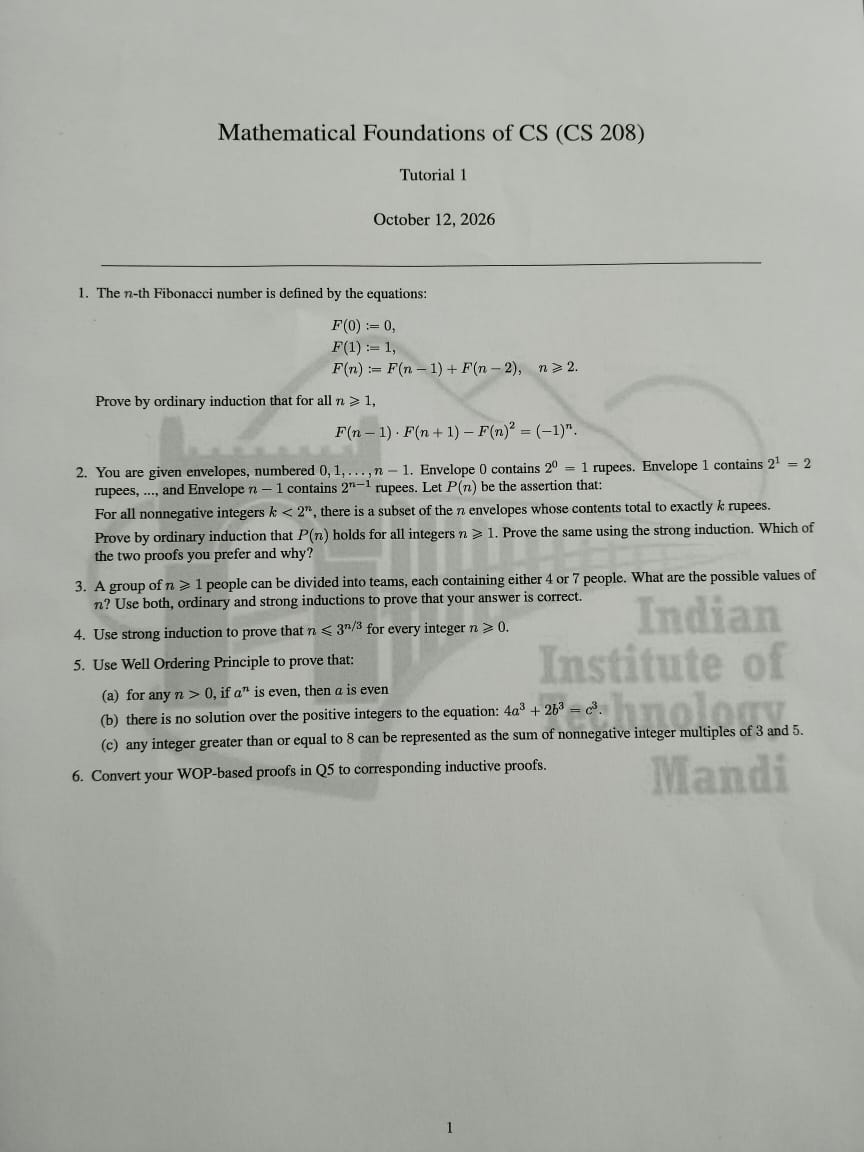 Mathematical Foundations of CS (CS 208)
Tutorial 1
October 12, 2026
1. The n-th Fibonacci number is defined by the equations:
F(0) := 0,
F(1) := 1,
F(n) := F(n − 1) + F(n − 2), n ⩾ 2.
Prove by ordinary induction that for all n ⩾ 1,
F(n − 1) · F(n + 1) − F(n)² = (−1)ⁿ.
2. You are given envelopes, numbered 0, 1, . . . , n − 1. Envelope 0 contains 2⁰ = 1 rupees. Envelope 1 contains 2¹ = 2
rupees, ..., and Envelope n − 1 contains 2ⁿ⁻¹ rupees. Let P(n) be the assertion that:
For all nonnegative integers k < 2ⁿ, there is a subset of the n envelopes whose contents total to exactly k rupees.
Prove by ordinary induction that P(n) holds for all integers n ⩾ 1. Prove the same using the strong induction. Which of
the two proofs you prefer and why?
3. A group of n ⩾ 1 people can be divided into teams, each containing either 4 or 7 people. What are the possible values of
n? Use both, ordinary and strong inductions to prove that your answer is correct.
4. Use strong induction to prove that n ⩽ 3^{n/3} for every integer n ⩾ 0.
5. Use Well Ordering Principle to prove that:
(a) for any n > 0, if aⁿ is even, then a is even
(b) there is no solution over the positive integers to the equation: 4a³ + 2b³ = c³.
(c) any integer greater than or equal to 8 can be represented as the sum of nonnegative integer multiples of 3 and 5.
6. Convert your WOP-based proofs in Q5 to corresponding inductive proofs.
Indian
Institute of
Technology
Mandi
1